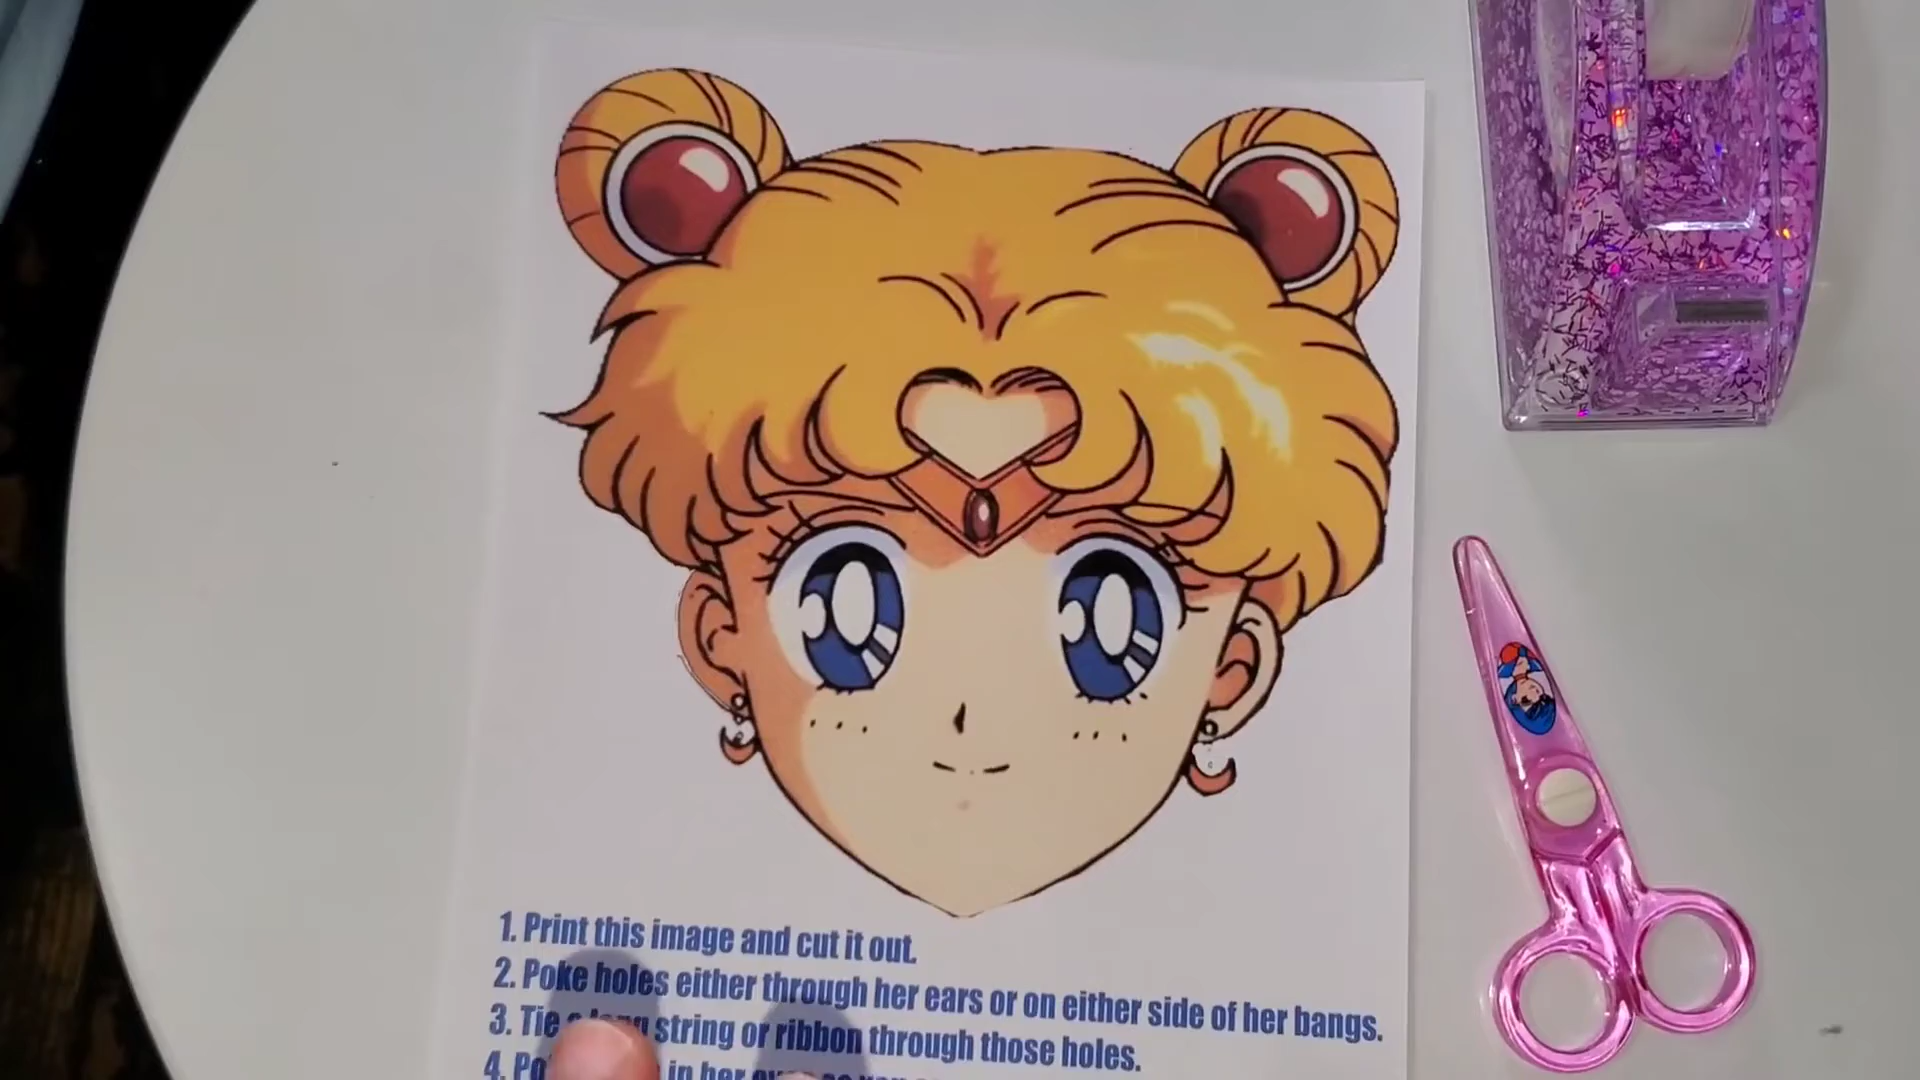 1. Print this image and cut it out.
2. Poke holes either through her ears or on either side of her bangs.
3. Tie a long string or ribbon through those holes.
4. in her